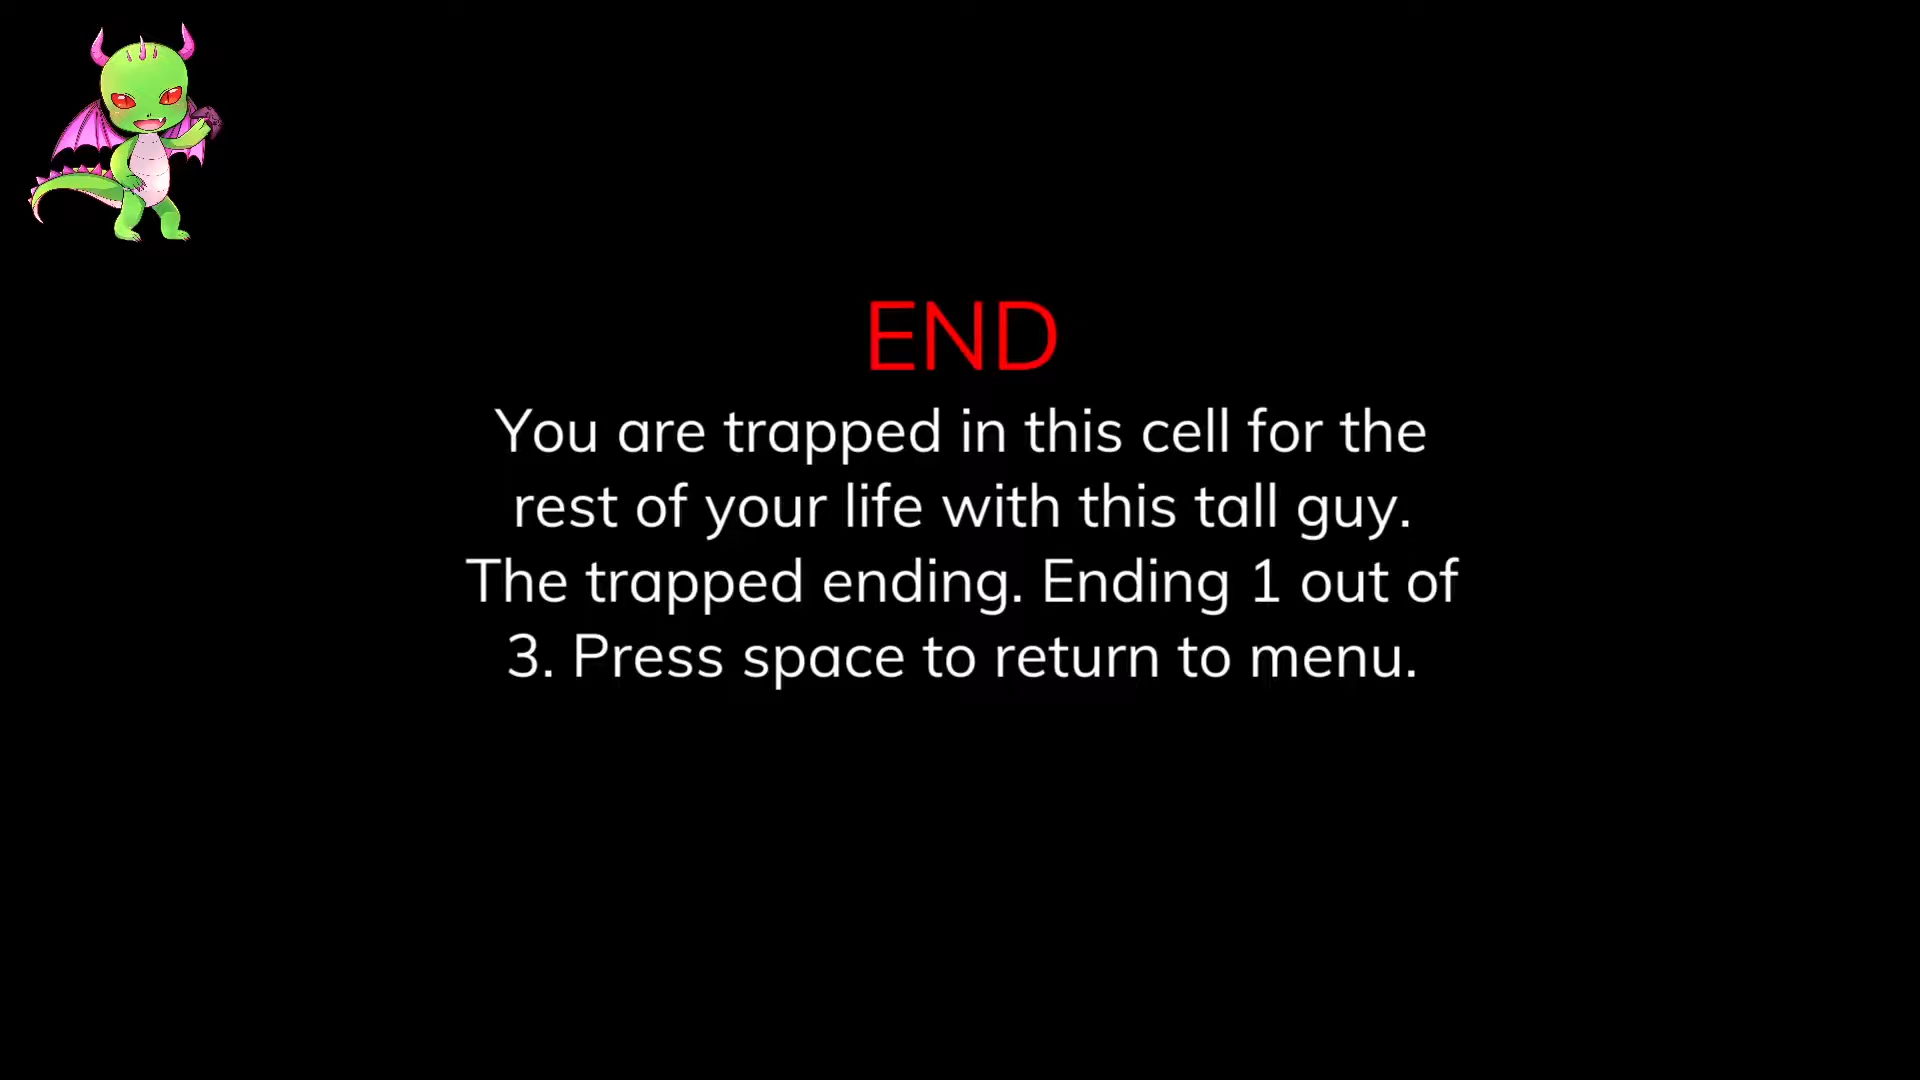 END
You are trapped in this cell for the
rest of your life with this tall guy.
The trapped ending. Ending 1 out of
3. Press space to return to menu.